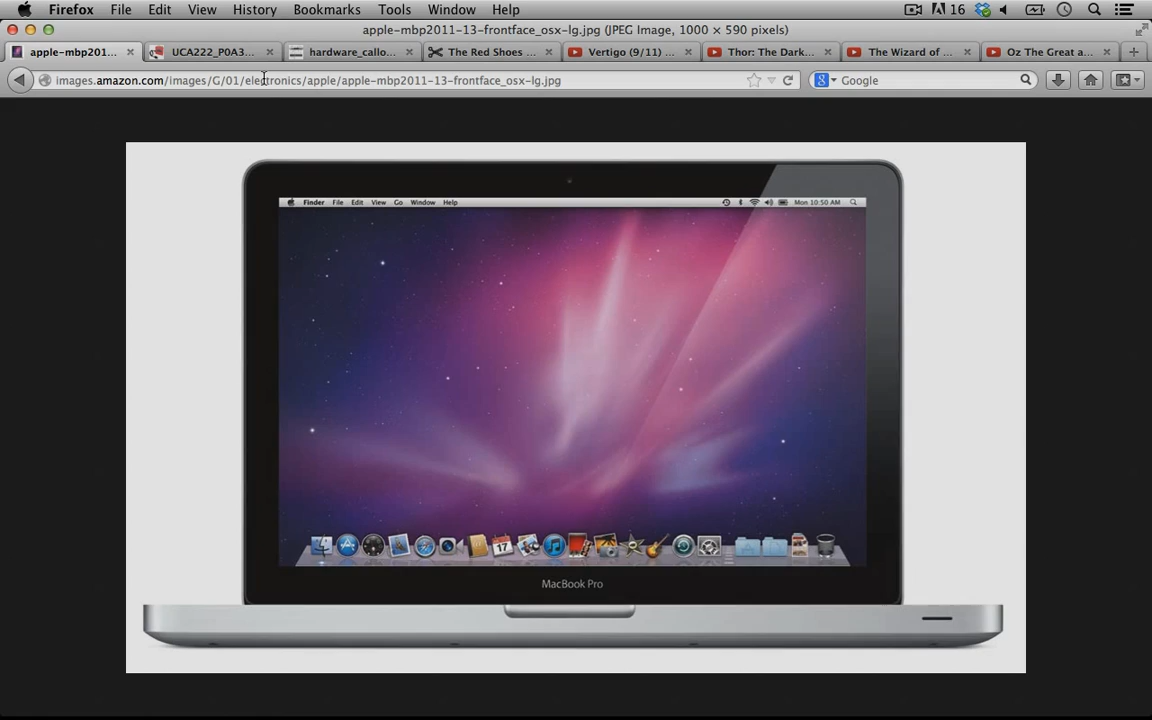 Firefox File Edit View History Bookmarks Tools Window Help 16
apple-mbp2011-13-frontface_osx-lg.jpg (JPEG Image, 1000 × 590 pixels)
apple-mbp201... UCA222_P0A3... hardware_callo... The Red Shoes ... Vertigo (9/11) ... Thor: The Dark... The Wizard of ... Oz The Great a...
images.amazon.com/images/G/01/electronics/apple/apple-mbp2011-13-frontface_osx-lg.jpg Google
Finder File Edit View Go Window Help Mon 10:50 AM
17
MacBook Pro